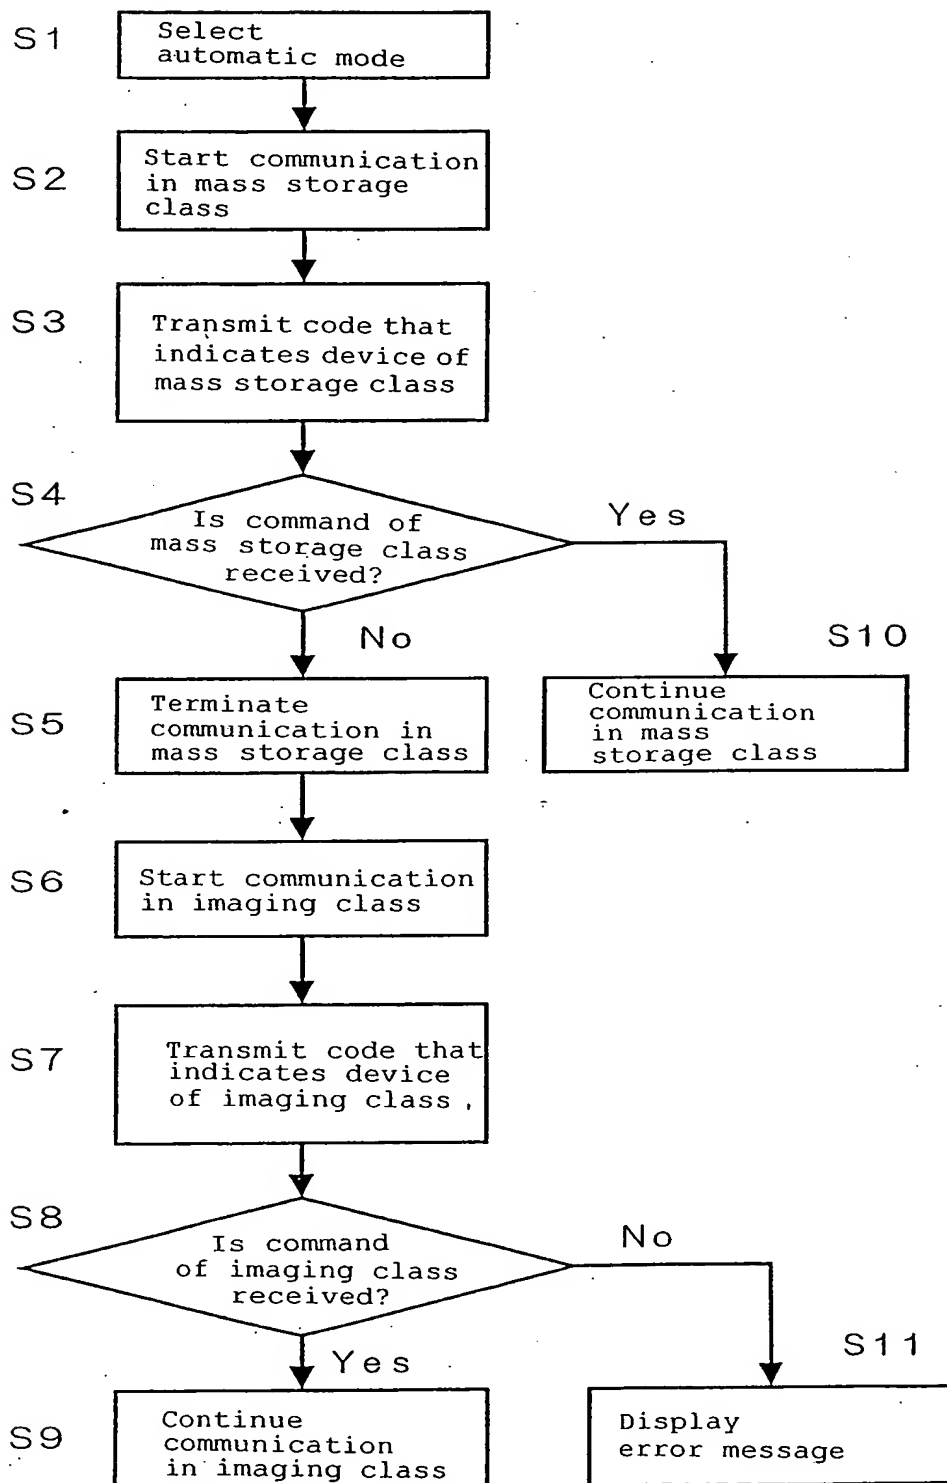 S1
Select
automatic mode
S2
Start communication
in mass storage
class
S3
Transmit code that
indicates device of
mass storage class
S4
Is command of
mass storage class
received?
Yes
No
S10
S5
Terminate
communication in
mass storage class
Continue
communication
in mass
storage class
S6
Start communication
in imaging class
S7
Transmit code that
indicates device
of imaging class
S8
Is command
of imaging class
received?
No
Yes
S11
S9
Continue
communication
in imaging class
Display
error message